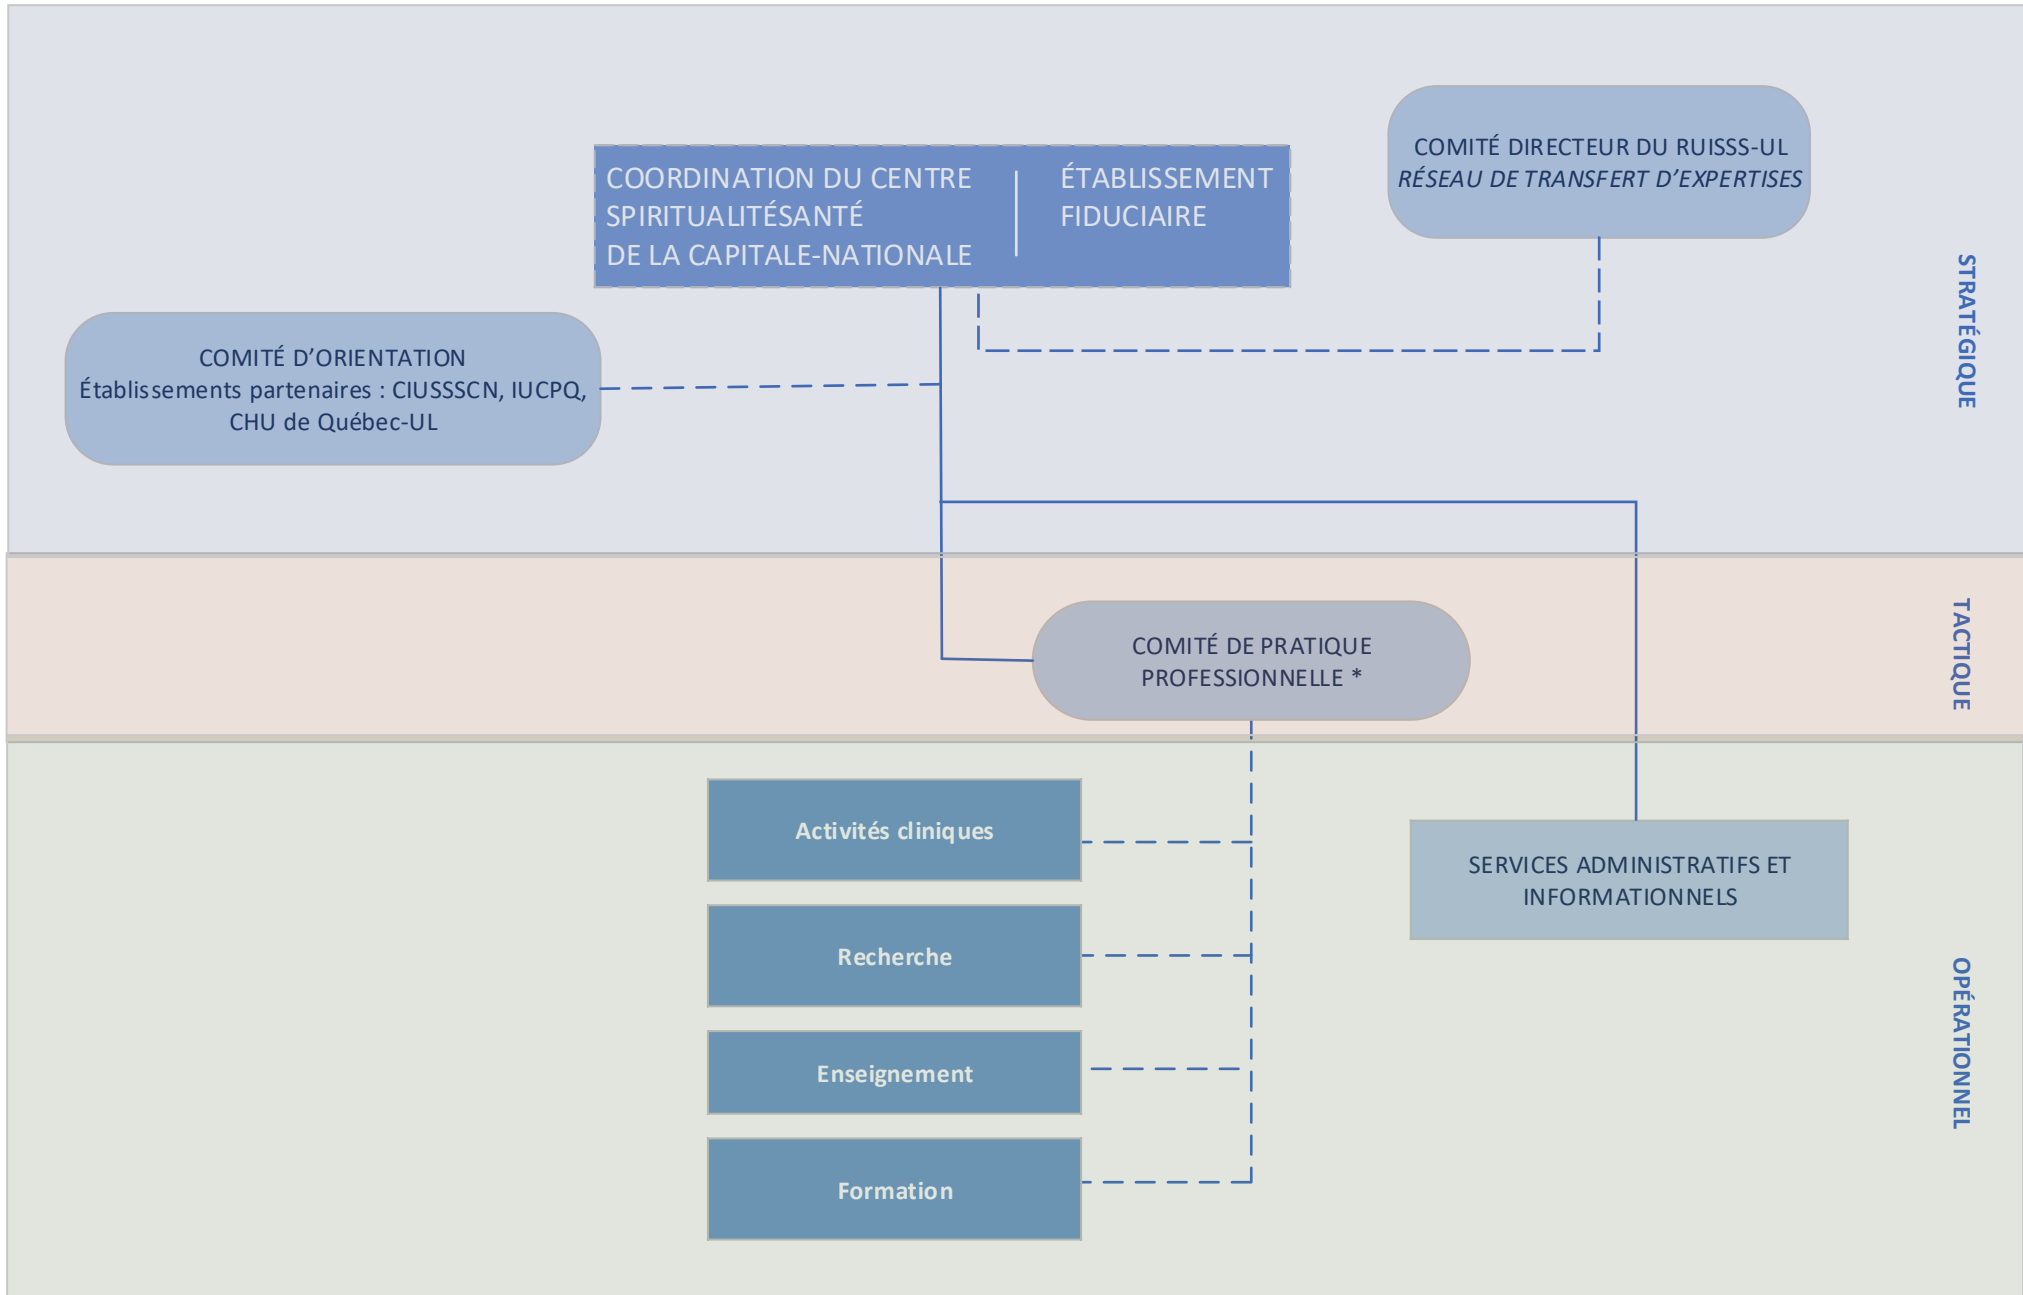 COMITÉ DIRECTEUR DU RUISSS-UL
RÉSEAU DE TRANSFERT D’EXPERTISES
COORDINATION DU CENTRE
SPIRITUALITÉSANTÉ
DE LA CAPITALE-NATIONALE
ÉTABLISSEMENT
FIDUCIAIRE
STRATÉGIQUE
COMITÉ D’ORIENTATION
Établissements partenaires : CIUSSSCN, IUCPQ,
CHU de Québec-UL
TACTIQUE
COMITÉ DE PRATIQUE
PROFESSIONNELLE *
Activités cliniques
SERVICES ADMINISTRATIFS ET
INFORMATIONNELS
Recherche
OPÉRATIONNEL
Enseignement
Formation